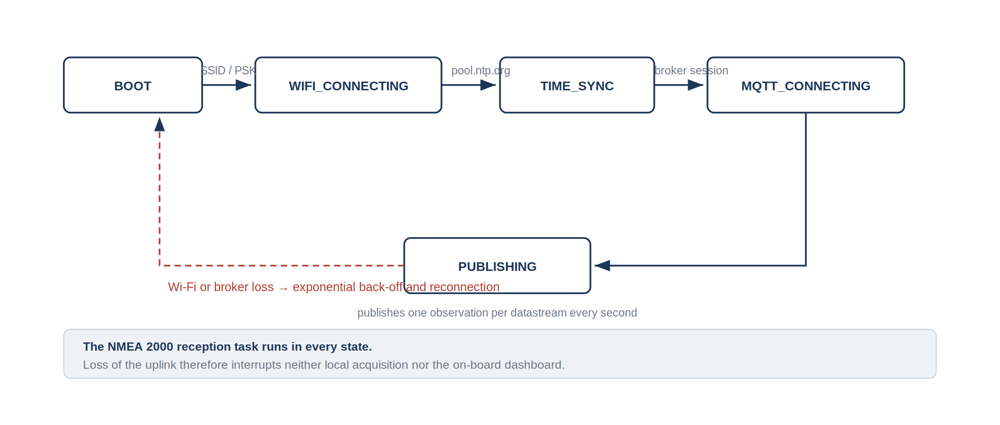 SSID / PSK
pool.ntp.org
broker session
BOOT
WIFI_CONNECTING
TIME_SYNC
MQTT_CONNECTING
PUBLISHING
Wi-Fi or broker loss → exponential back-off and reconnection
publishes one observation per datastream every second
The NMEA 2000 reception task runs in every state.
Loss of the uplink therefore interrupts neither local acquisition nor the on-board dashboard.